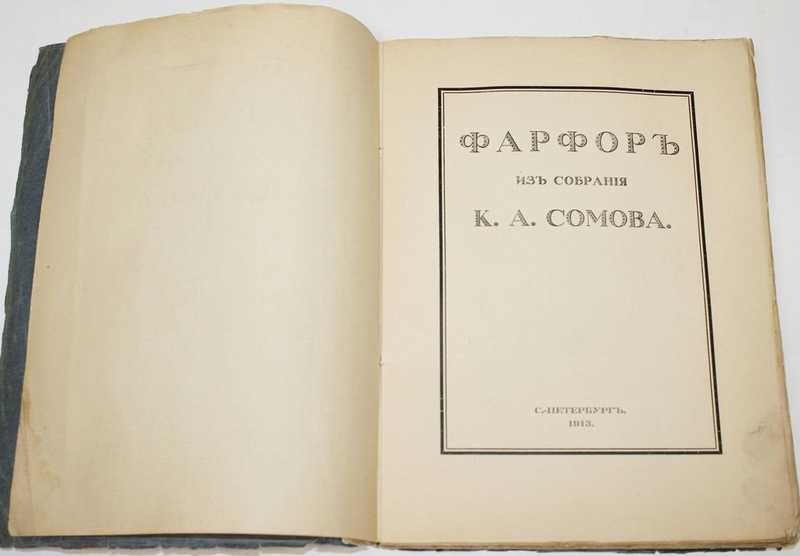 ФАРФОРЪ
ИЗЪ СОБРАНІЯ
К. А. СОМОВА.
С.-ПЕТЕРБУРГЪ.
1913.